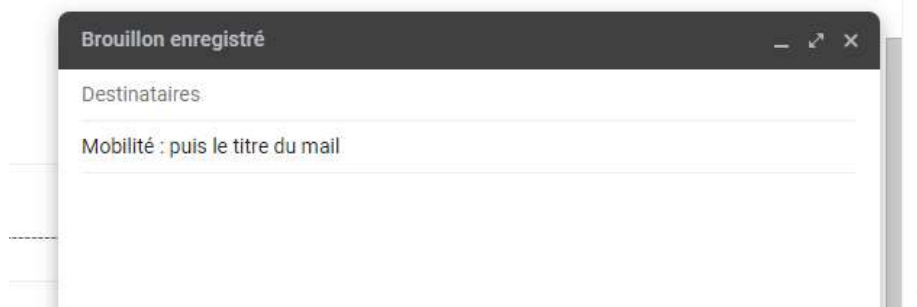 Brouillon enregistré
Destinataires
Mobilité : puis le titre du mail